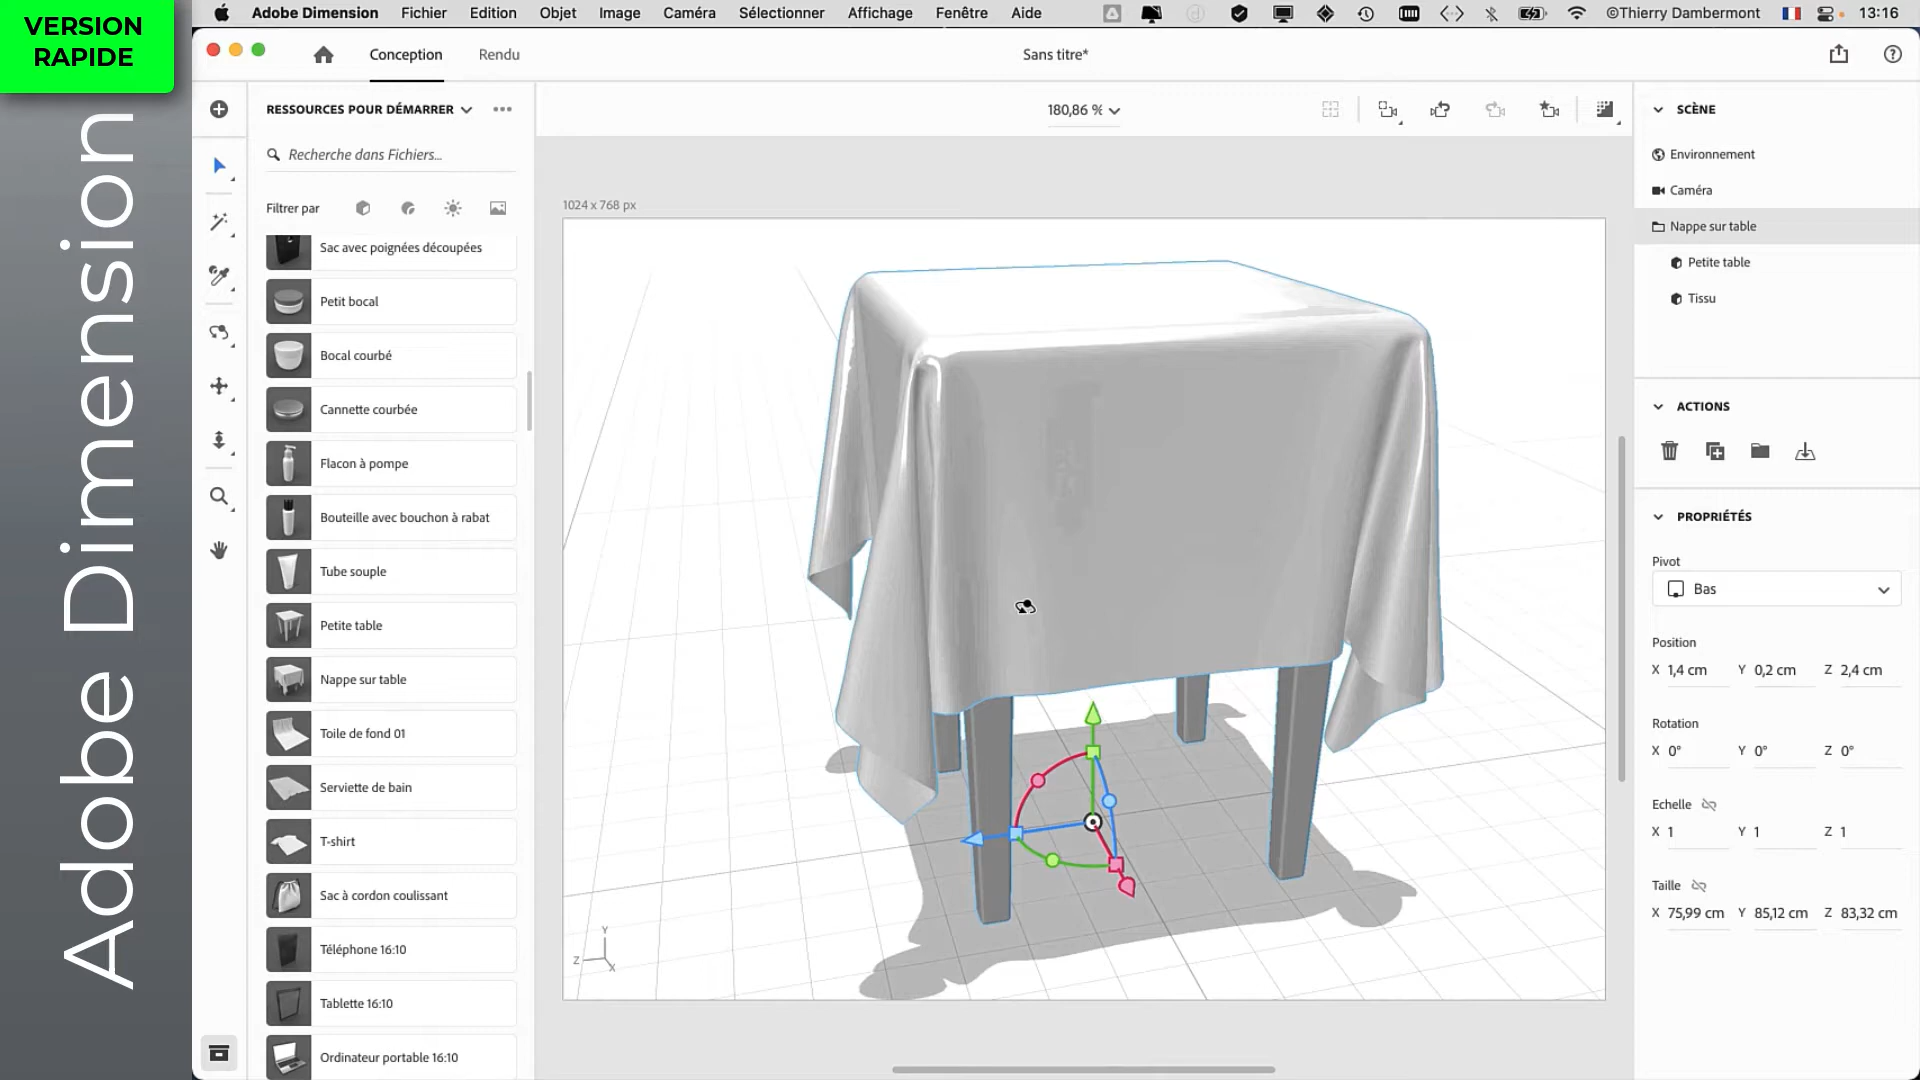 VERSION
RAPIDE
Adobe Dimension
Adobe Dimension Fichier Edition Objet Image Caméra Sélectionner Affichage Fenêtre Aide ©Thierry Dambermont 13:16
Conception Rendu Sans titre*
RESSOURCES POUR DÉMARRER
Recherche dans Fichiers...
Filtrer par
Sac avec poignées découpées
Petit bocal
Bocal courbé
Cannette courbée
Flacon à pompe
Bouteille avec bouchon à rabat
Tube souple
Petite table
Nappe sur table
Toile de fond 01
Serviette de bain
T-shirt
Sac à cordon coulissant
Téléphone 16:10
Tablette 16:10
Ordinateur portable 16:10
180,86 %
1024 x 768 px
Y
Z
X
SCÈNE
Environnement
Caméra
Nappe sur table
Petite table
Tissu
ACTIONS
PROPRIÉTÉS
Pivot
Bas
Position
X 1,4 cm Y 0,2 cm Z 2,4 cm
Rotation
X 0° Y 0° Z 0°
Echelle
X 1 Y 1 Z 1
Taille
X 75,99 cm Y 85,12 cm Z 83,32 cm